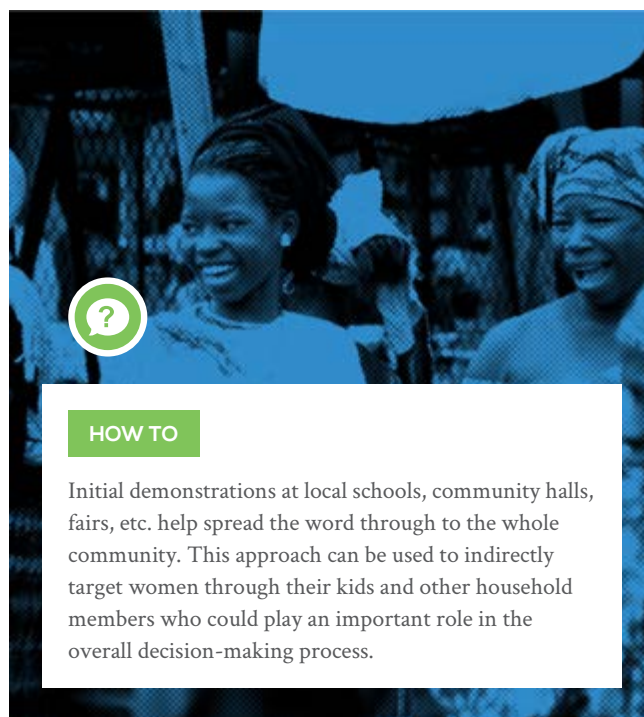 ?
HOW TO
Initial demonstrations at local schools, community halls,
fairs, etc. help spread the word through to the whole
community. This approach can be used to indirectly
target women through their kids and other household
members who could play an important role in the
overall decision-making process.